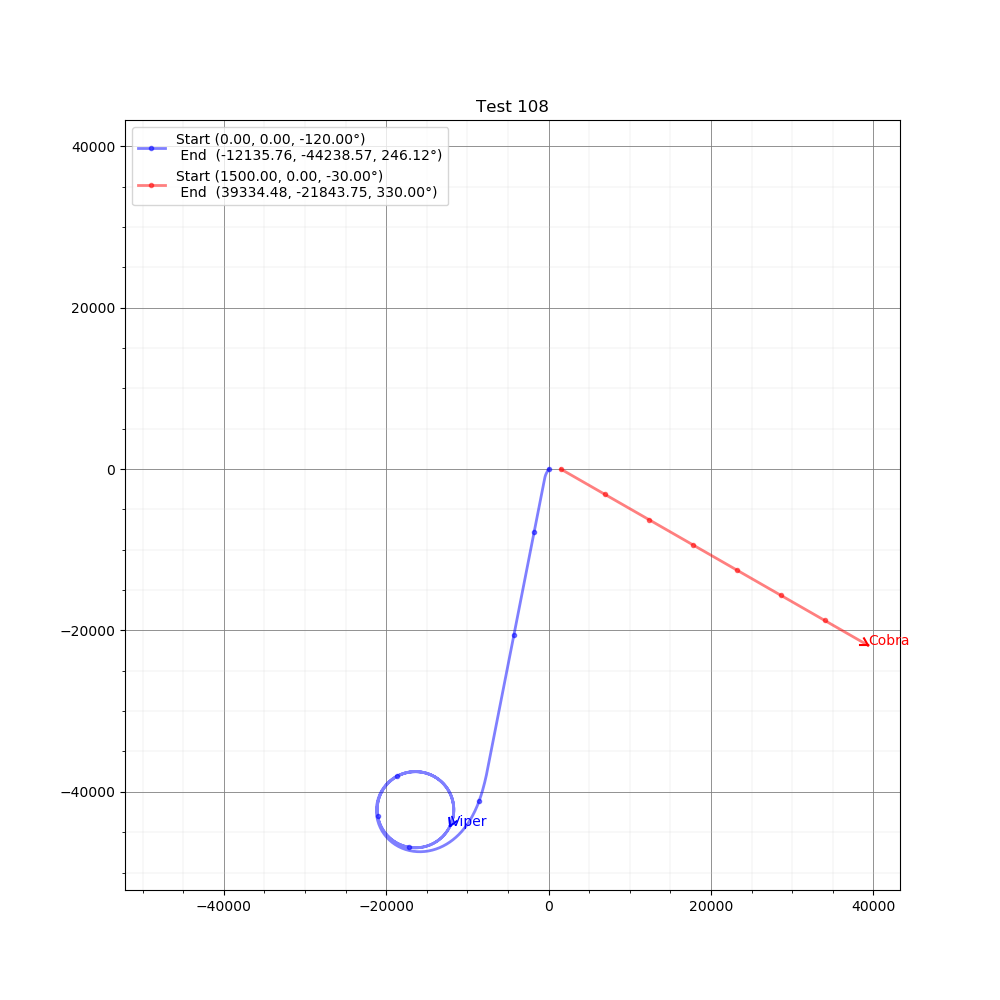 Test 108
Start (0.00, 0.00, -120.00°)
End (-12135.76, -44238.57, 246.12°)
Start (1500.00, 0.00, -30.00°)
End (39334.48, -21843.75, 330.00°)
40000
20000
0
−20000
−40000
Cobra
Wiper
−40000
−20000
0
20000
40000